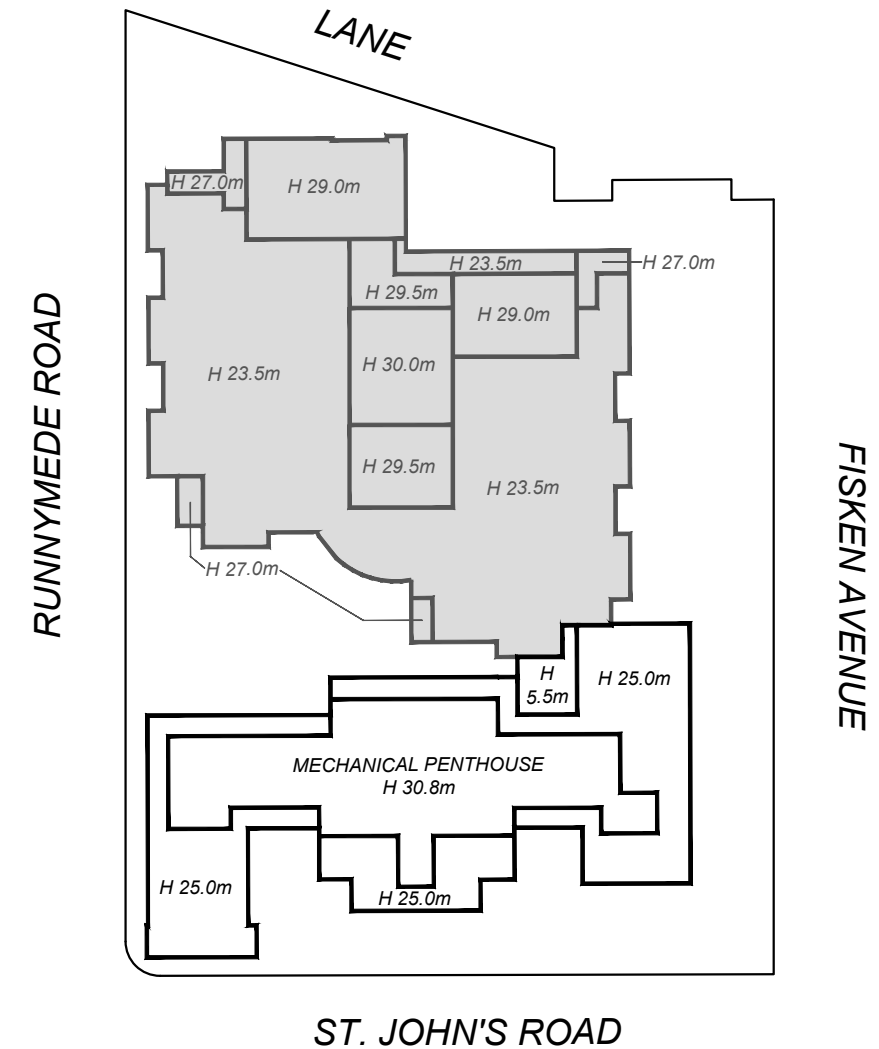 LANE
H 27.0m
H 29.0m
H 23.5m
H 27.0m
H 29.5m
H 29.0m
H 30.0m
H 23.5m
H 29.5m
H 23.5m
RUNNYMEDE ROAD
FISKEN AVENUE
H 27.0m
H
5.5m
H 25.0m
MECHANICAL PENTHOUSE
H 30.8m
H 25.0m
H 25.0m
ST. JOHN'S ROAD